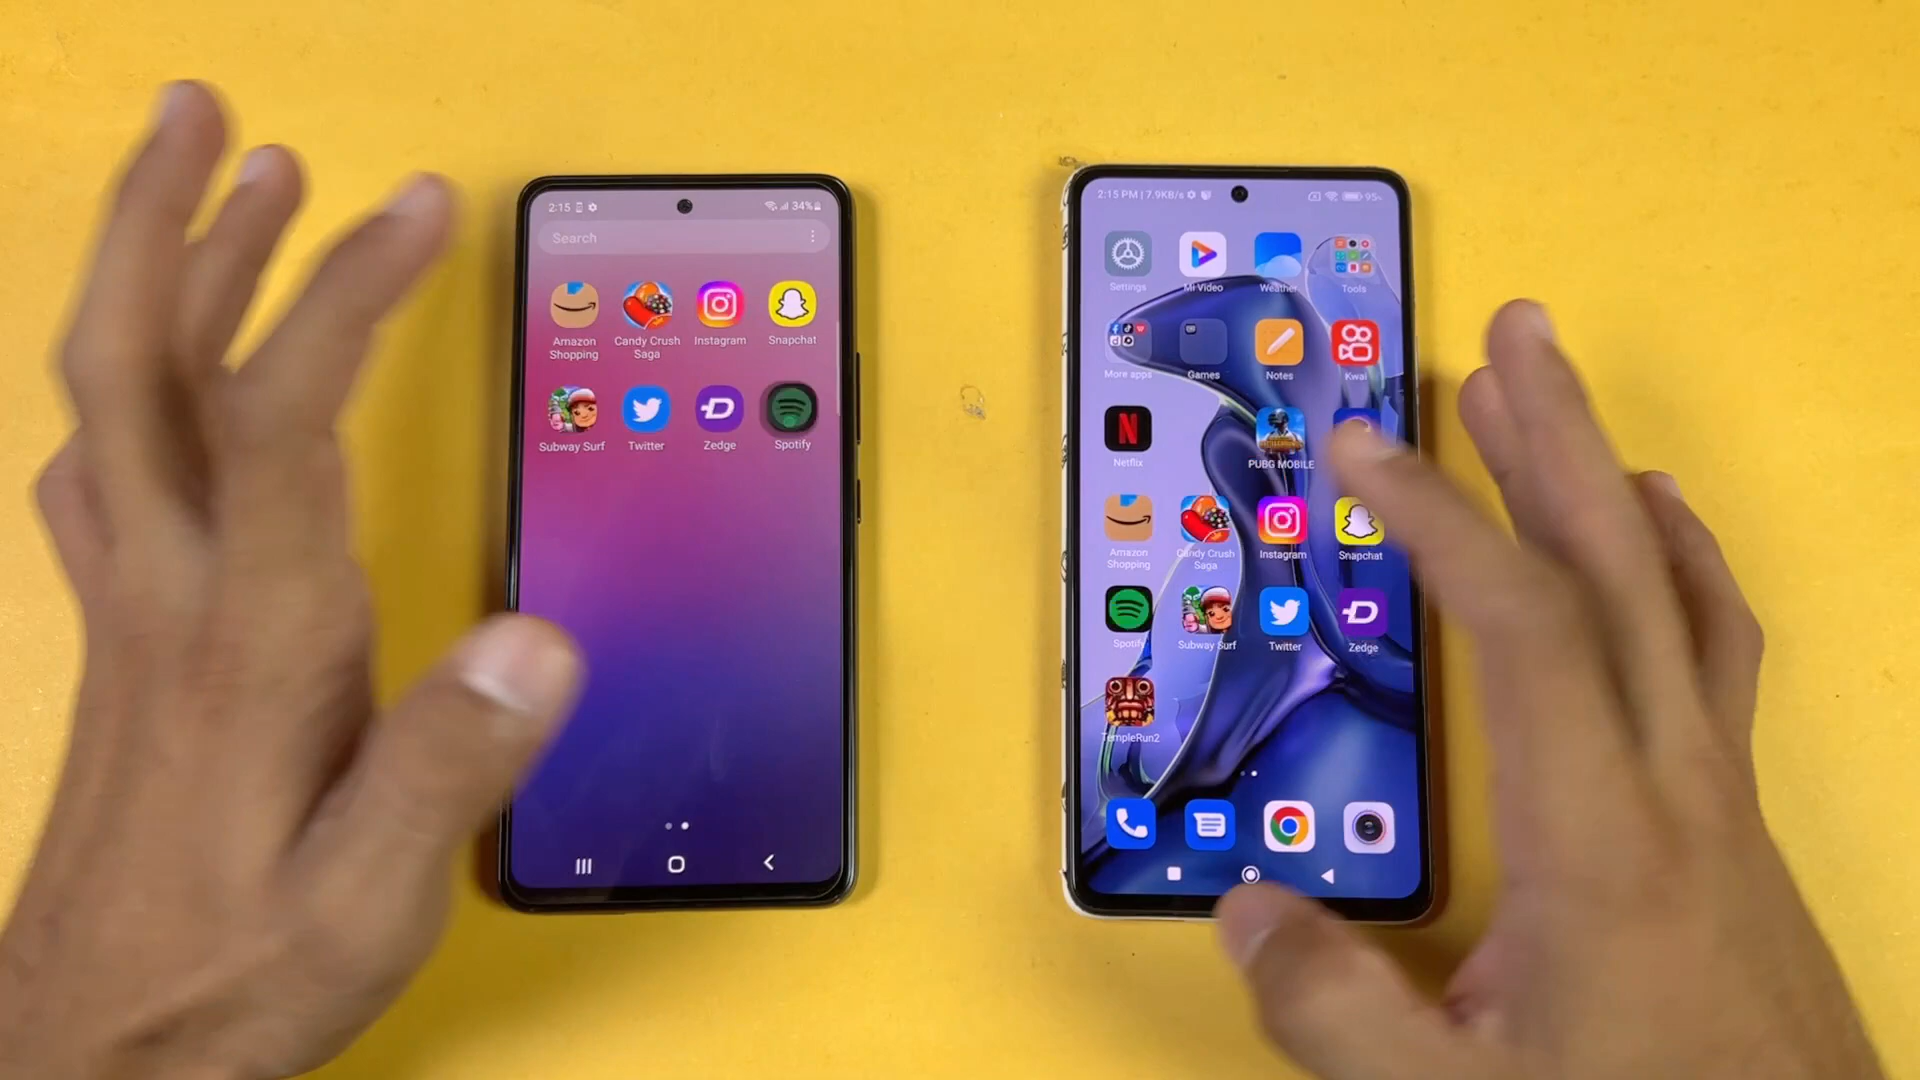 2:15
34%
Search
Amazon Shopping
Candy Crush Saga
Instagram
Snapchat
Subway Surf
Twitter
Zedge
Spotify
2:15 PM | 7.9KB/s
95%
Settings
Mi Video
Weather
Tools
More apps
Games
Notes
Kwai
Netflix
PUBG MOBILE
Amazon Shopping
Candy Crush Saga
Instagram
Snapchat
Spotify
Subway Surf
Twitter
Zedge
TempleRun2